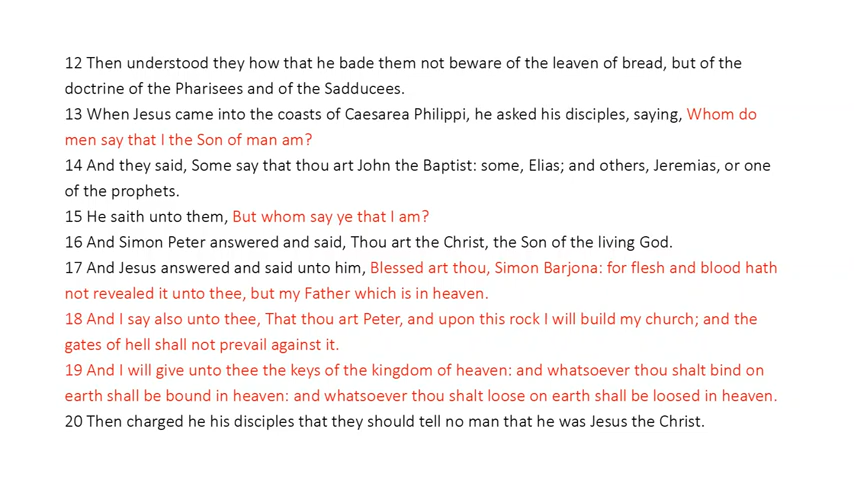 12 Then understood they how that he bade them not beware of the leaven of bread, but of the
doctrine of the Pharisees and of the Sadducees.
13 When Jesus came into the coasts of Caesarea Philippi, he asked his disciples, saying, Whom do
men say that I the Son of man am?
14 And they said, Some say that thou art John the Baptist: some, Elias; and others, Jeremias, or one
of the prophets.
15 He saith unto them, But whom say ye that I am?
16 And Simon Peter answered and said, Thou art the Christ, the Son of the living God.
17 And Jesus answered and said unto him, Blessed art thou, Simon Barjona: for flesh and blood hath
not revealed it unto thee, but my Father which is in heaven.
18 And I say also unto thee, That thou art Peter, and upon this rock I will build my church; and the
gates of hell shall not prevail against it.
19 And I will give unto thee the keys of the kingdom of heaven: and whatsoever thou shalt bind on
earth shall be bound in heaven: and whatsoever thou shalt loose on earth shall be loosed in heaven.
20 Then charged he his disciples that they should tell no man that he was Jesus the Christ.